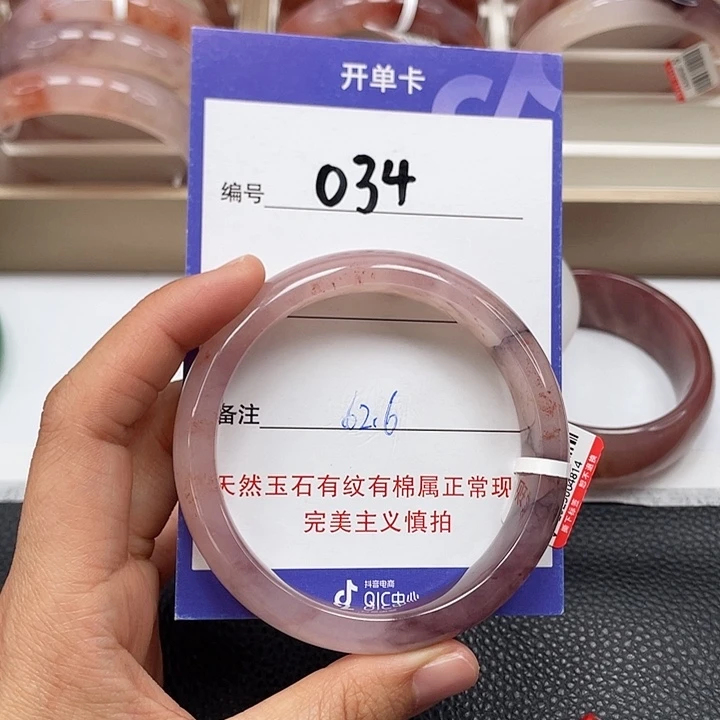 开单卡
编号 034
备注 62.6
天然玉石有纹有棉属正常现
完美主义慎拍
抖音电商
QIC中心